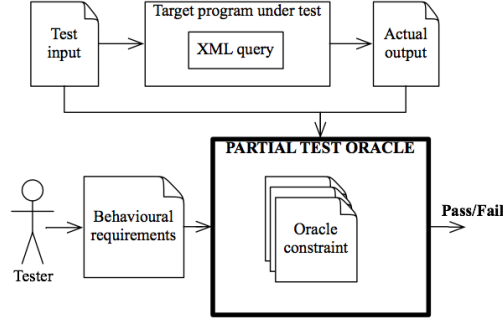 Test
input
Target program under test
XML query
Actual
output
PARTIAL TEST ORACLE
Behavioural
requirements
Oracle
constraint
Pass/Fail
Tester